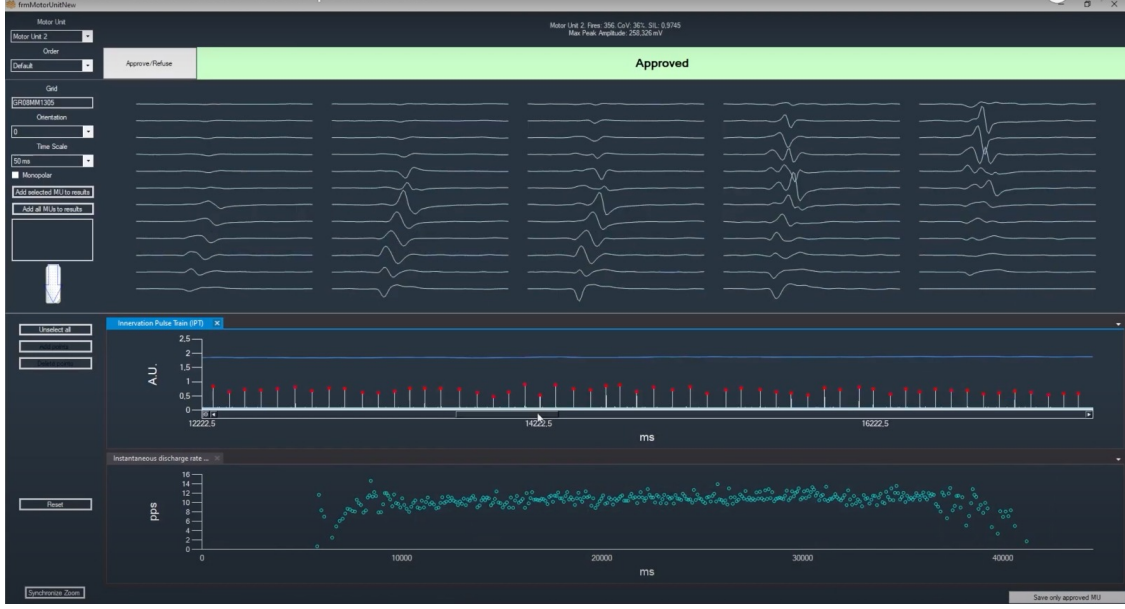 frmMotorUnitNew
Motor Unit
Motor Unit 2
Order
Default
Motor Unit 2. Fires: 356. CoV: 36%. SIL: 0,9745
Max Peak Amplitude: 258,326 mV
Approve/Refuse
Approved
Grid
GR08MM1305
Orientation
0
Time Scale
50 ms
Monopolar
Add selected MU to results
Add all MUs to results
Unselect all
Reset
Synchronize Zoom
Innervation Pulse Train (IPT)
2,5
2
1,5
1
0,5
0
A.U.
12222,5
14222,5
16222,5
ms
Instantaneous discharge rate ...
16
14
12
10
8
6
4
2
0
pps
0
10000
20000
30000
40000
ms
Save only approved MU